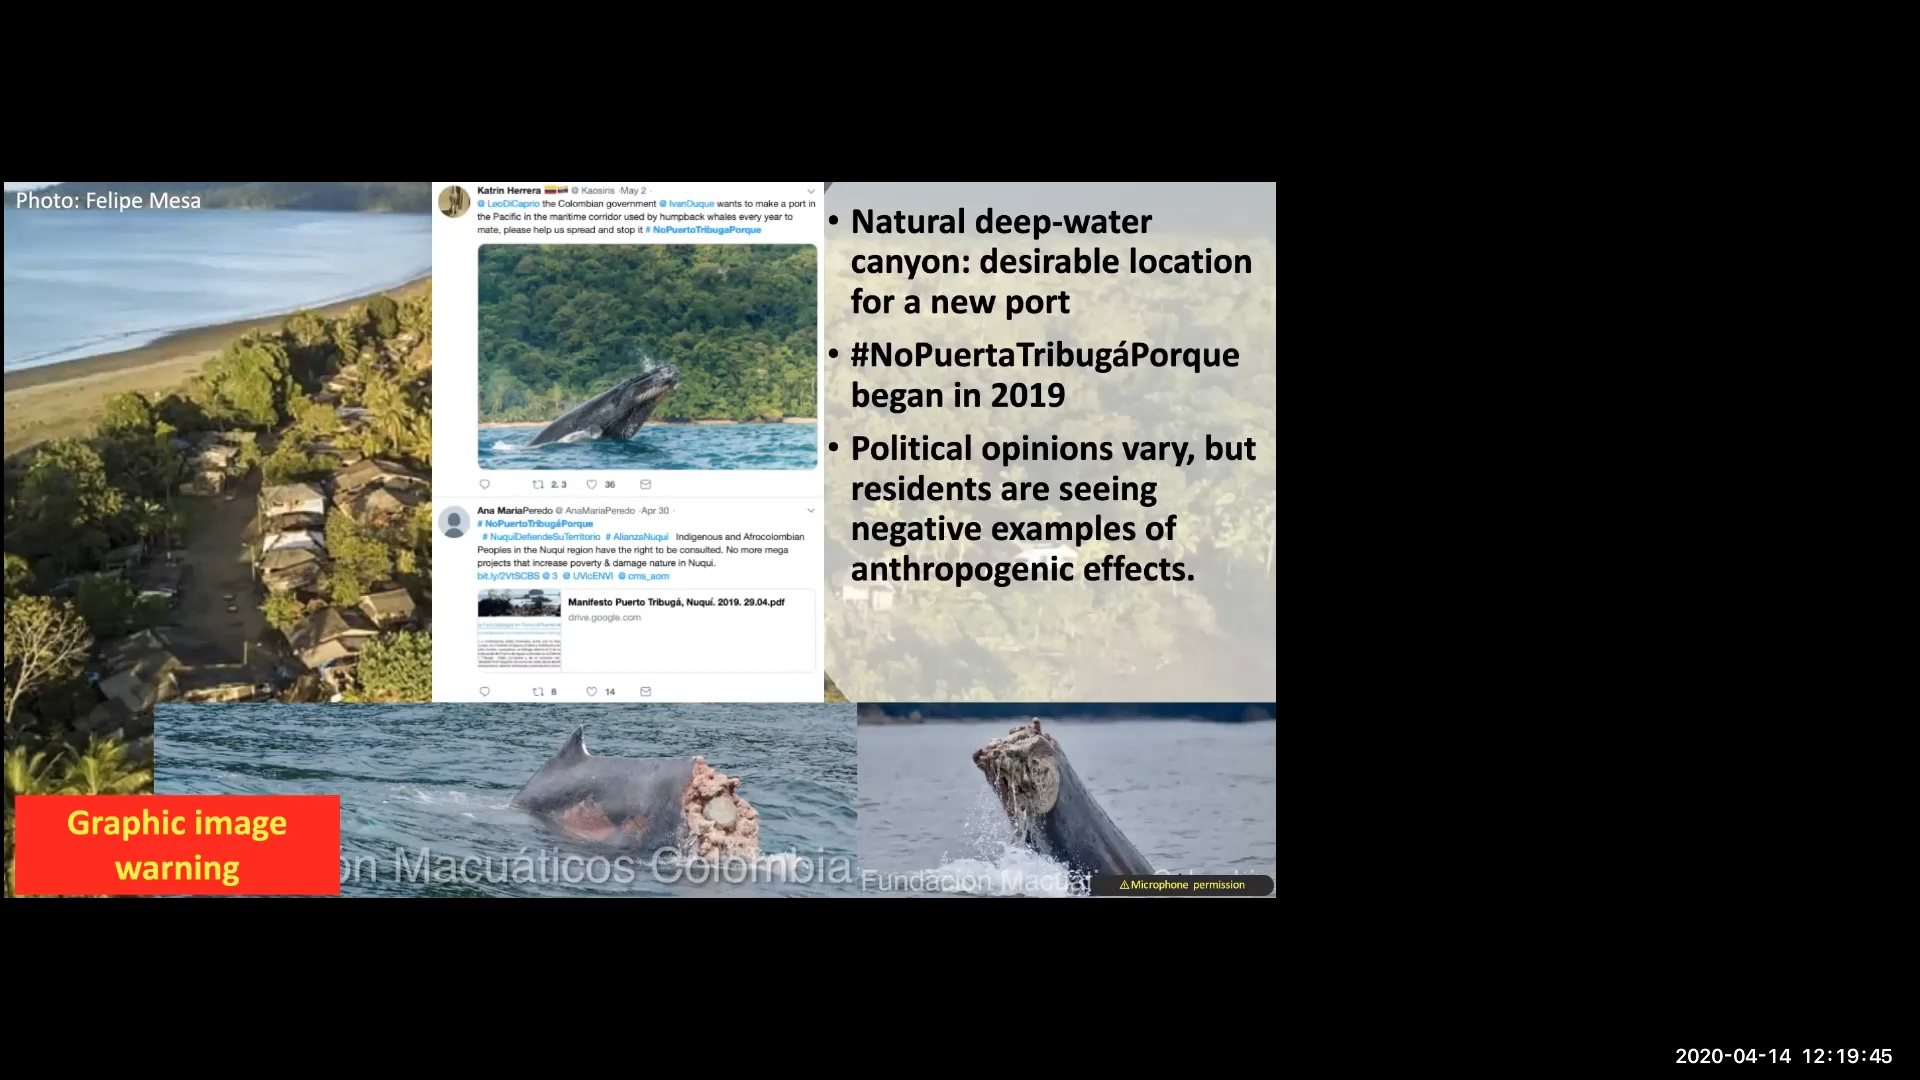 Photo: Felipe Mesa
Katrin Herrera @ Kaosiris ·May 2 ·
@ LeoDiCaprio the Colombian government @ IvanDuque wants to make a port in
the Pacific in the maritime corridor used by humpback whales every year to
mate, please help us spread and stop it # NoPuertoTribugaPorque
2. 3 36
Ana MariaPeredo @ AnaMariaPeredo ·Apr 30 ·
# NoPuertoTribugáPorque
# NuquiDefiendeSuTerritorio # AlianzaNuqui Indigenous and Afrocolombian
Peoples in the Nuqui region have the right to be consulted. No more mega
projects that increase poverty & damage nature in Nuqui.
bit.ly/2VtSCBS @ 3 @ UVicENVI @ cms_aom
Manifesto Puerto Tribugá, Nuquí. 2019. 29.04.pdf
drive.google.com
8 14
• Natural deep-water
canyon: desirable location
for a new port
• #NoPuertaTribugáPorque
began in 2019
• Political opinions vary, but
residents are seeing
negative examples of
anthropogenic effects.
Graphic image
warning
on Macuáticos Colombia
Fundación
⚠Microphone permission
2020-04-14 12:19:45